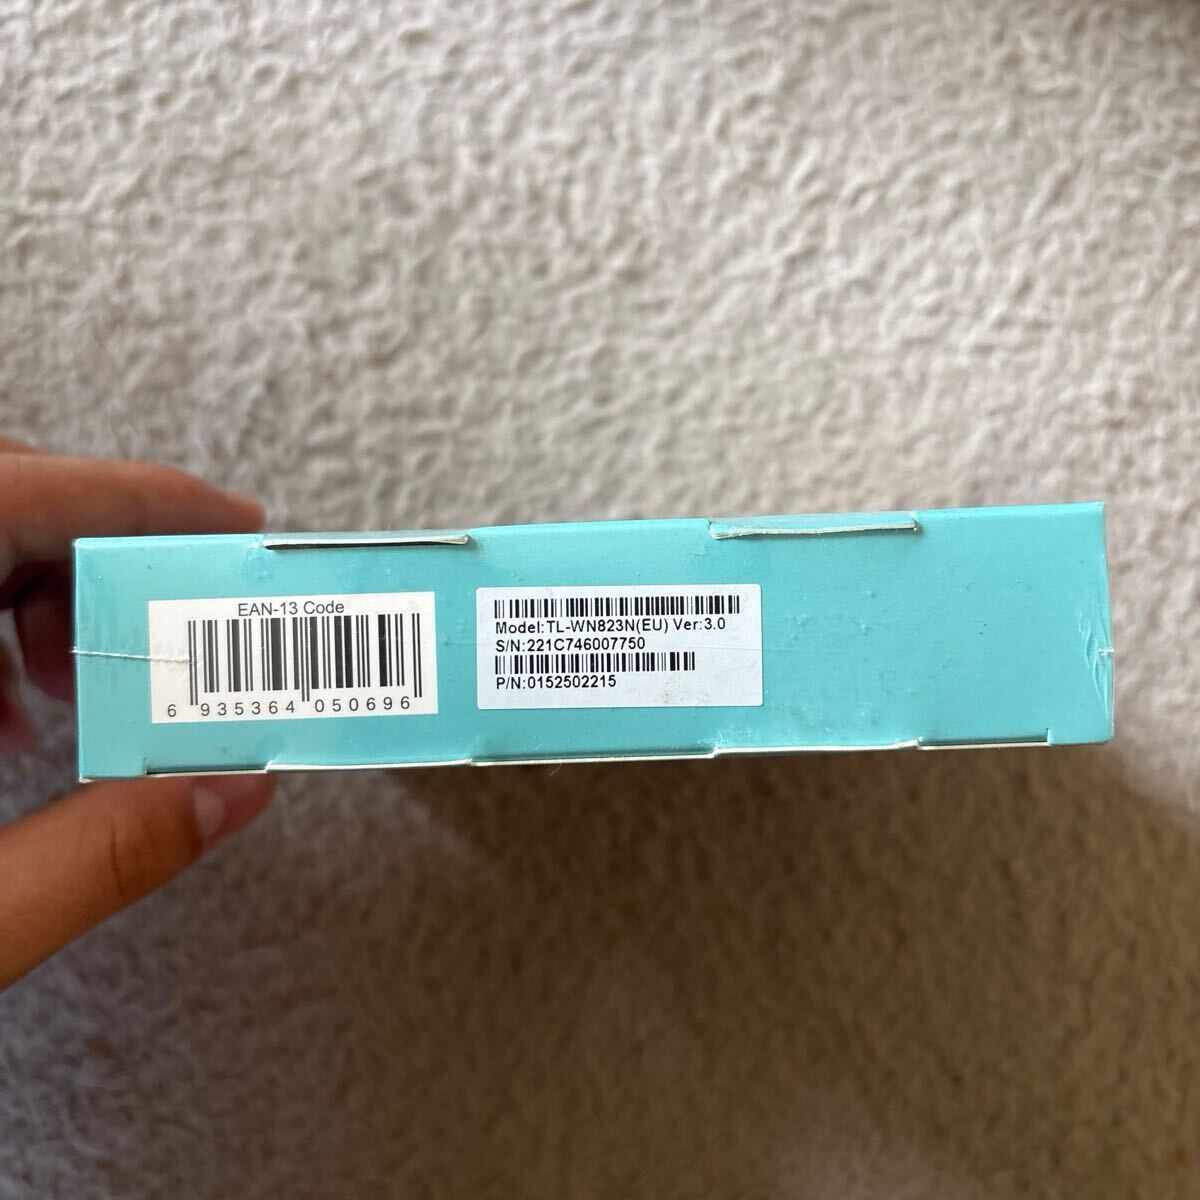 EAN-13 Code
6 935364 050696
Model:TL-WN823N(EU) Ver:3.0
S/N:221C746007750
P/N:0152502215